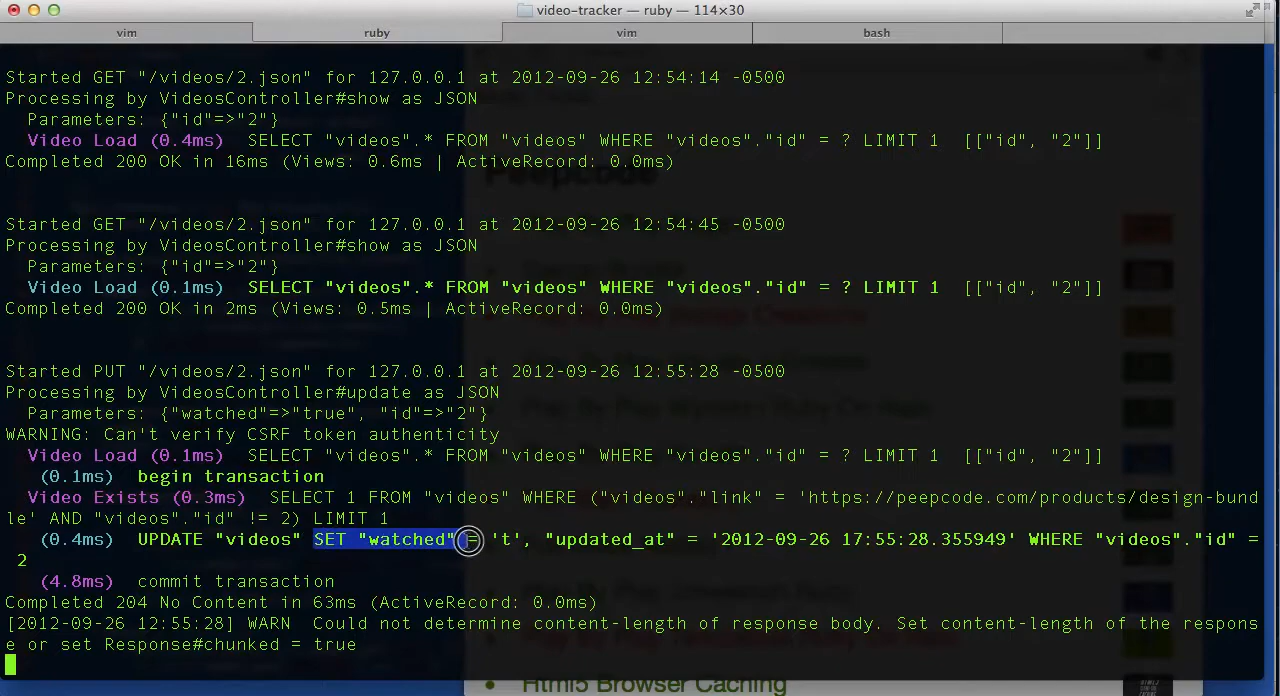 video-tracker — ruby — 114×30
vim ruby vim bash
Started GET "/videos/2.json" for 127.0.0.1 at 2012-09-26 12:54:14 -0500
Processing by VideosController#show as JSON
Parameters: {"id"=>"2"}
Video Load (0.4ms) SELECT "videos".* FROM "videos" WHERE "videos"."id" = ? LIMIT 1 [["id", "2"]]
Completed 200 OK in 16ms (Views: 0.6ms | ActiveRecord: 0.0ms)
Peepcode
Started GET "/videos/2.json" for 127.0.0.1 at 2012-09-26 12:54:45 -0500
Processing by VideosController#show as JSON
Parameters: {"id"=>"2"}
Video Load (0.1ms) SELECT "videos".* FROM "videos" WHERE "videos"."id" = ? LIMIT 1 [["id", "2"]]
Completed 200 OK in 2ms (Views: 0.5ms | ActiveRecord: 0.0ms)
Started PUT "/videos/2.json" for 127.0.0.1 at 2012-09-26 12:55:28 -0500
Processing by VideosController#update as JSON
Parameters: {"watched"=>"true", "id"=>"2"}
WARNING: Can't verify CSRF token authenticity
Video Load (0.1ms) SELECT "videos".* FROM "videos" WHERE "videos"."id" = ? LIMIT 1 [["id", "2"]]
(0.1ms) begin transaction
Video Exists (0.3ms) SELECT 1 FROM "videos" WHERE ("videos"."link" = 'https://peepcode.com/products/design-bund
le' AND "videos"."id" != 2) LIMIT 1
(0.4ms) UPDATE "videos" SET "watched" = 't', "updated_at" = '2012-09-26 17:55:28.355949' WHERE "videos"."id" =
2
(4.8ms) commit transaction
Completed 204 No Content in 63ms (ActiveRecord: 0.0ms)
[2012-09-26 12:55:28] WARN Could not determine content-length of response body. Set content-length of the respons
e or set Response#chunked = true
Html5 Browser Caching